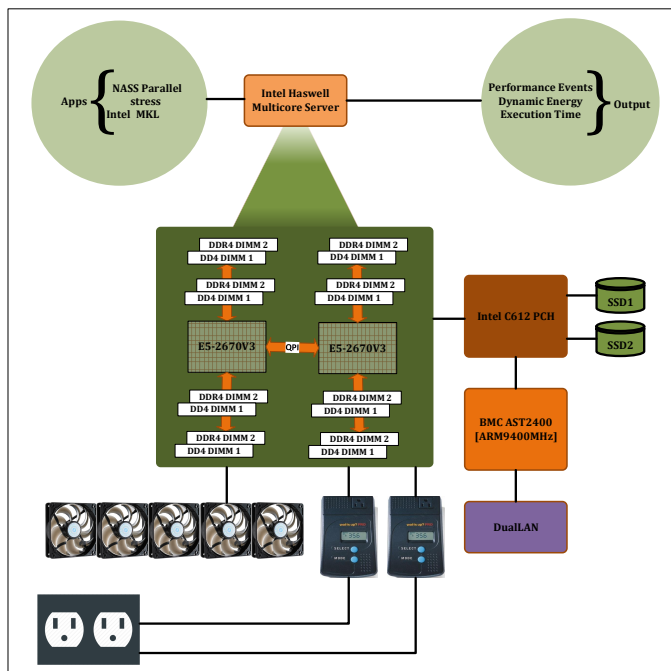 NASS Parallel
Apps
stress
Intel MKL
Intel Haswell
Multicore Server
Performance Events
Dynamic Energy
Execution Time
Output
DDR4 DIMM 2
DD4 DIMM 1
DDR4 DIMM 2
DD4 DIMM 1
DDR4 DIMM 2
DD4 DIMM 1
DDR4 DIMM 2
DD4 DIMM 1
E5-2670V3
QPI
E5-2670V3
DDR4 DIMM 2
DD4 DIMM 1
DDR4 DIMM 2
DD4 DIMM 1
DDR4 DIMM 2
DD4 DIMM 1
DDR4 DIMM 2
DD4 DIMM 1
Intel C612 PCH
SSD1
SSD2
BMC AST2400
[ARM9400MHz]
DualLAN
356
SELECT
MODE
356
SELECT
MODE